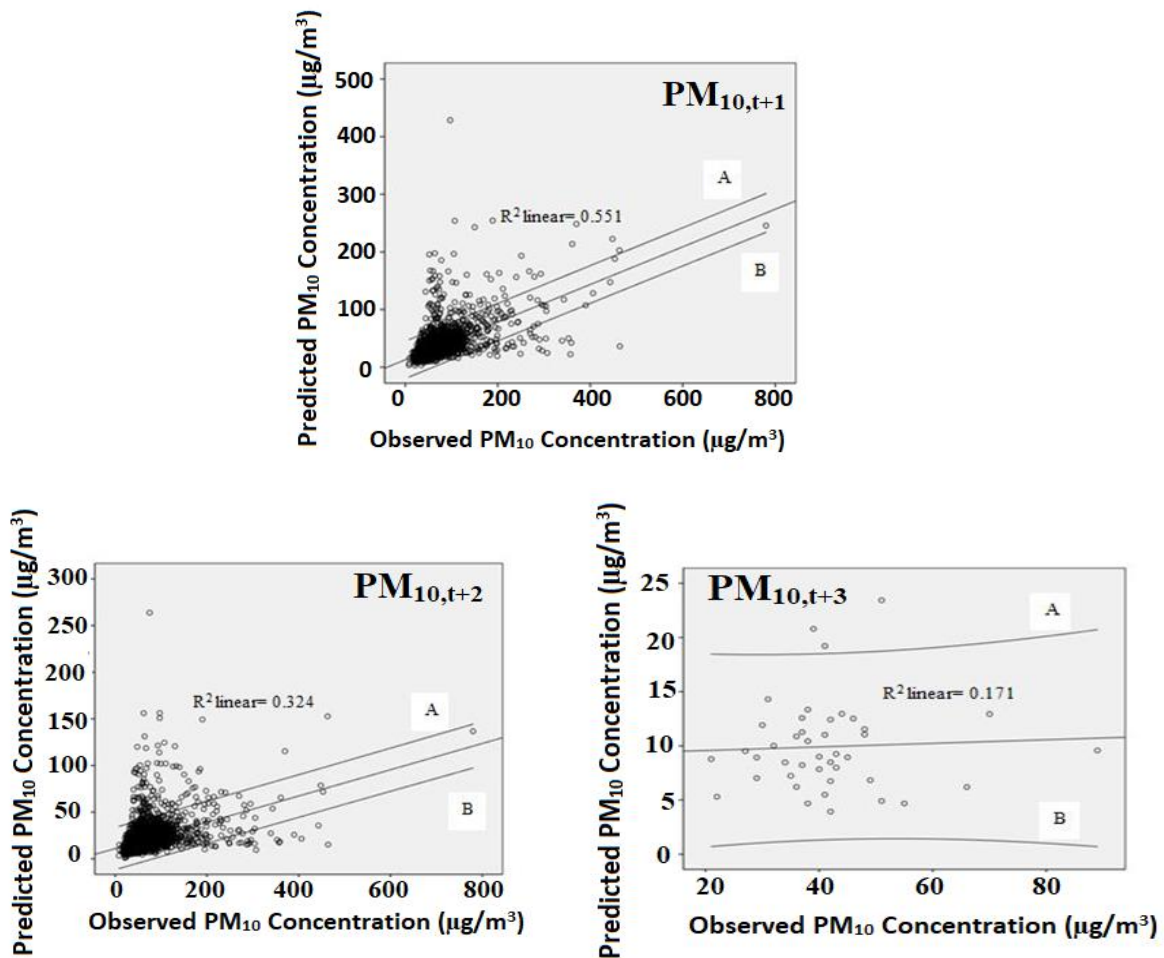 Predicted PM₁₀ Concentration (µg/m³)
500
400
300
200
100
0
PM₁₀,t+1
A
R² linear= 0.551
B
0 200 400 600 800
Observed PM₁₀ Concentration (µg/m³)
Predicted PM₁₀ Concentration (µg/m³)
300
250
200
150
100
50
0
PM₁₀,t+2
R² linear= 0.324
A
B
0 200 400 600 800
Observed PM₁₀ Concentration (µg/m³)
Predicted PM₁₀ Concentration (µg/m³)
25
20
15
10
5
0
PM₁₀,t+3
A
R² linear= 0.171
B
20 40 60 80
Observed PM₁₀ Concentration (µg/m³)